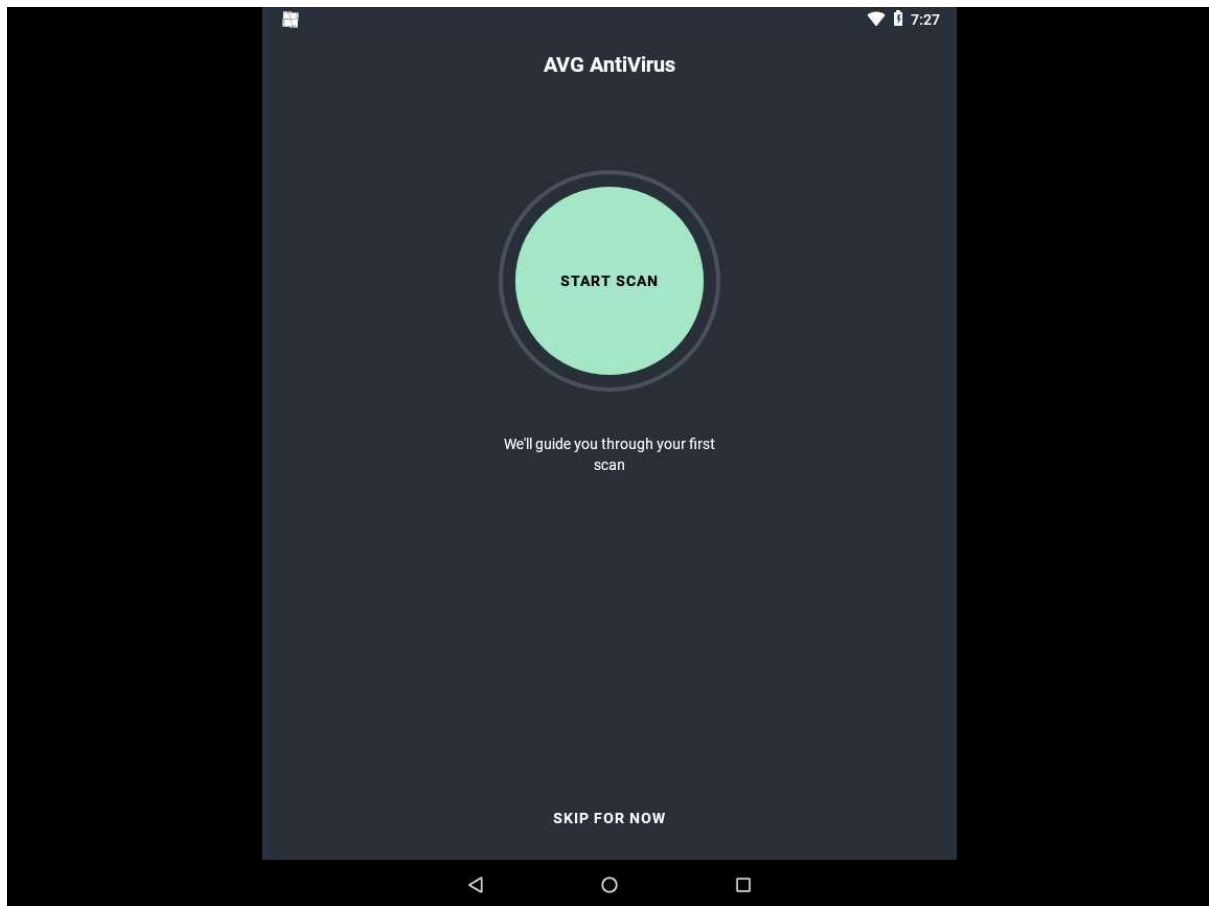 7:27
AVG AntiVirus
START SCAN
We'll guide you through your first
scan
SKIP FOR NOW